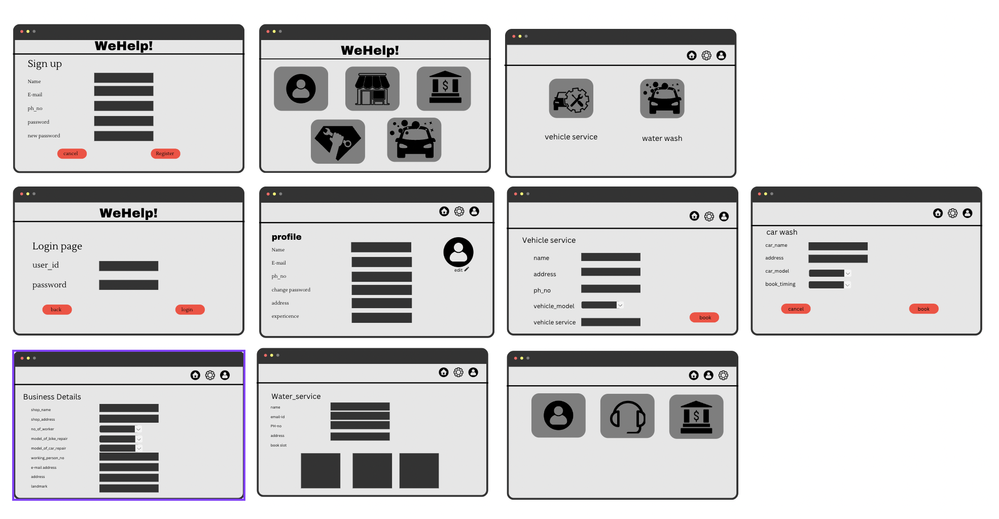 WeHelp!
Sign up
Name
E-mail
ph_no
password
new password
cancel
Register
WeHelp!
$
vehicle service
water wash
WeHelp!
Login page
user_id
password
back
login
profile
Name
E-mail
ph_no
change password
address
expericence
edit
Vehicle service
name
address
ph_no
vehicle_model
vehicle service
book
car wash
car_name
address
car_model
book_timing
cancel
book
Business Details
shop_name
shop_address
no_of_worker
model_of_bike_repair
model_of_car_repair
working_person_no
e-mail address
address
landmark
Water_service
name
email-id
PH-no
address
book slot
$